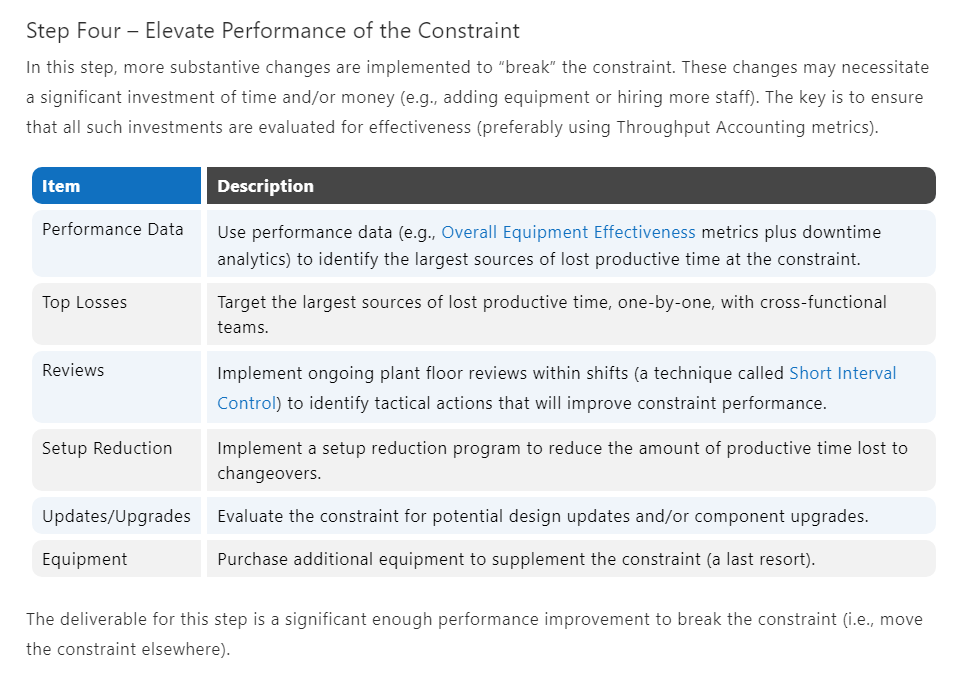 Step Four – Elevate Performance of the Constraint
In this step, more substantive changes are implemented to “break” the constraint. These changes may necessitate
a significant investment of time and/or money (e.g., adding equipment or hiring more staff). The key is to ensure
that all such investments are evaluated for effectiveness (preferably using Throughput Accounting metrics).
Item Description
Performance Data Use performance data (e.g., Overall Equipment Effectiveness metrics plus downtime
analytics) to identify the largest sources of lost productive time at the constraint.
Top Losses Target the largest sources of lost productive time, one-by-one, with cross-functional
teams.
Reviews Implement ongoing plant floor reviews within shifts (a technique called Short Interval
Control) to identify tactical actions that will improve constraint performance.
Setup Reduction Implement a setup reduction program to reduce the amount of productive time lost to
changeovers.
Updates/Upgrades Evaluate the constraint for potential design updates and/or component upgrades.
Equipment Purchase additional equipment to supplement the constraint (a last resort).
The deliverable for this step is a significant enough performance improvement to break the constraint (i.e., move
the constraint elsewhere).